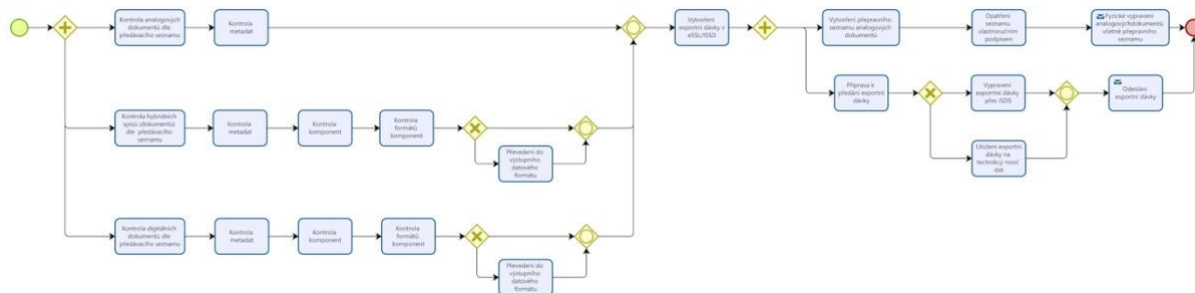 Kontrola analogových
dokumentů dle
předávacího seznamu
Kontrola
metadat
Vytvoření
exportní dávky v
eSSL/ISSD
Vytvoření přepravního
seznamu analogových
dokumentů
Opatření
seznamu
vlastnoručním
podpisem
Fyzické vypravení
analogovýchdokumentů
včetně přepravního
seznamu
Příprava k
předání exportní
dávky
Vypravení
exportní dávky
přes ISDS
Odeslání
exportní dávky
Uložení exportní
dávky na
technikcý nosič
dat
Kontrola hybridních
spisů (dokumentů)
dle předávacího
seznamu
Kontrola
metadat
Kontrola
komponent
Kontrola
formátů
komponent
Převedení do
výstupního
datového
formátu
Kontrola digitálních
dokumentů dle
předávacího seznamu
Kontrola
metadat
Kontrola
komponent
Kontrola
formátů
komponent
Převedení do
výstupního
datového
formátu